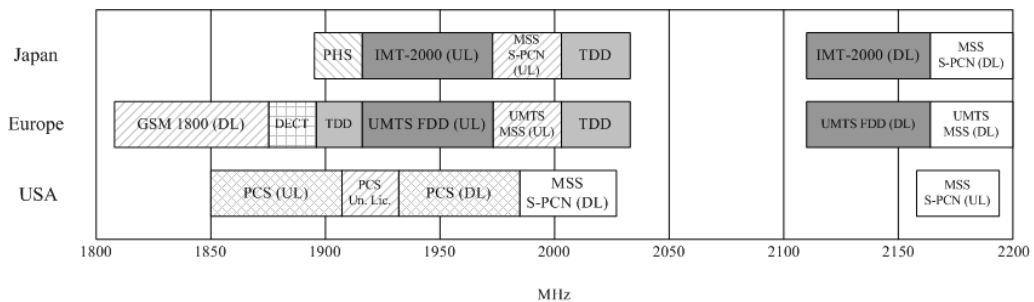 Japan
PHS
IMT-2000 (UL)
MSS
S-PCN
(UL)
TDD
IMT-2000 (DL)
MSS
S-PCN (DL)
Europe
GSM 1800 (DL)
DECT
TDD
UMTS FDD (UL)
UMTS
MSS (UL)
TDD
UMTS FDD (DL)
UMTS
MSS (DL)
USA
PCS (UL)
PCS
Un. Lic.
PCS (DL)
MSS
S-PCN (DL)
MSS
S-PCN (UL)
1800 1850 1900 1950 2000 2050 2100 2150 2200
MHz